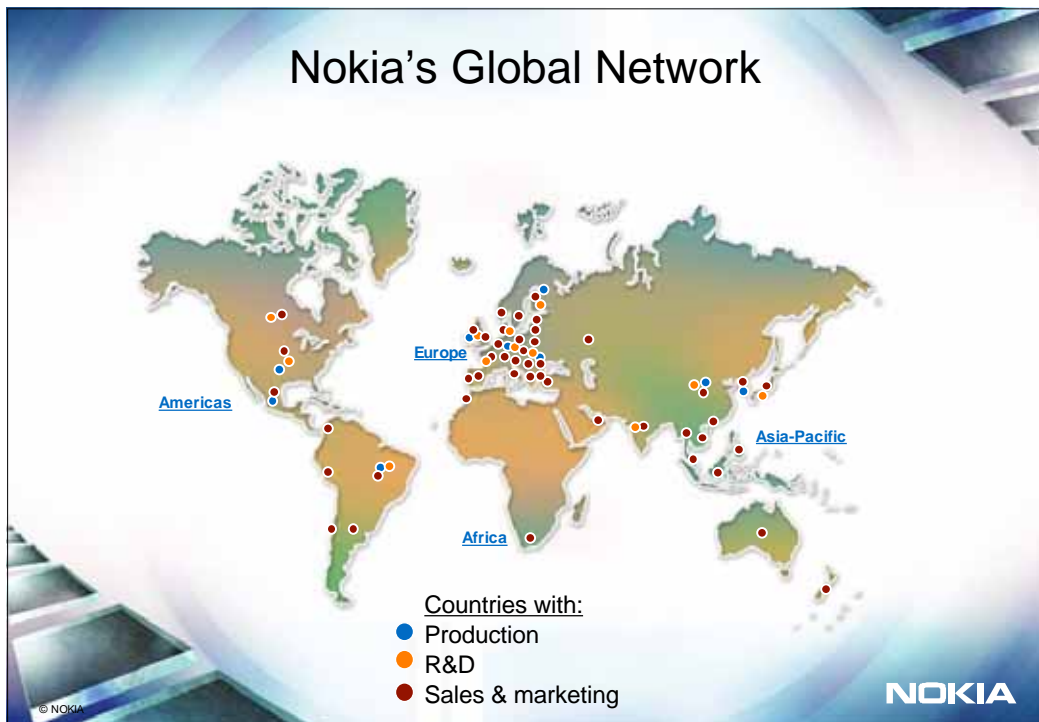 Nokia's Global Network
Europe
Americas
Asia-Pacific
Africa
Countries with:
Production
R&D
Sales & marketing
© NOKIA
NOKIA